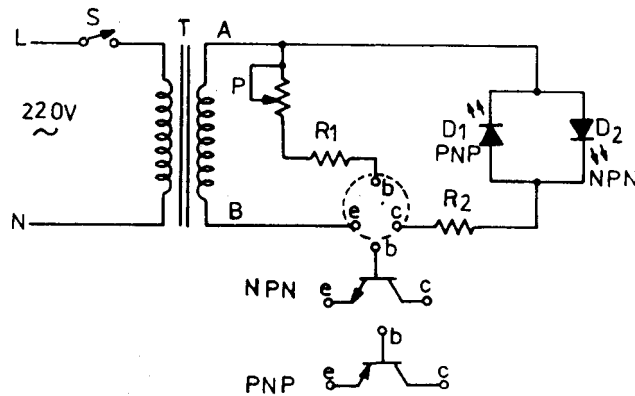 S
L T A
P
220V
~
R1
D1 D2
PNP NPN
b
B e c R2
N
b
NPN e c
b
PNP e c